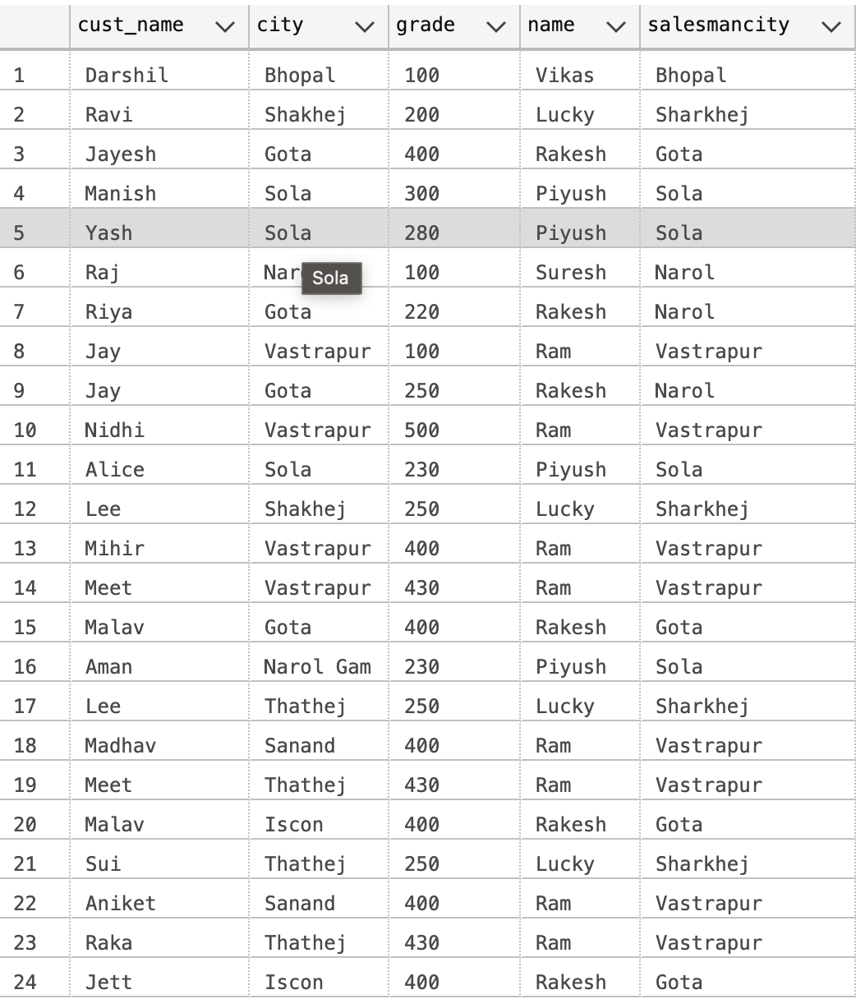 cust_name city grade name salesmancity
1 Darshil Bhopal 100 Vikas Bhopal
2 Ravi Shakhej 200 Lucky Sharkhej
3 Jayesh Gota 400 Rakesh Gota
4 Manish Sola 300 Piyush Sola
5 Yash Sola 280 Piyush Sola
6 Raj 100 Suresh Narol
Sola
7 Riya Gota 220 Rakesh Narol
8 Jay Vastrapur 100 Ram Vastrapur
9 Jay Gota 250 Rakesh Narol
10 Nidhi Vastrapur 500 Ram Vastrapur
11 Alice Sola 230 Piyush Sola
12 Lee Shakhej 250 Lucky Sharkhej
13 Mihir Vastrapur 400 Ram Vastrapur
14 Meet Vastrapur 430 Ram Vastrapur
15 Malav Gota 400 Rakesh Gota
16 Aman Narol Gam 230 Piyush Sola
17 Lee Thathej 250 Lucky Sharkhej
18 Madhav Sanand 400 Ram Vastrapur
19 Meet Thathej 430 Ram Vastrapur
20 Malav Iscon 400 Rakesh Gota
21 Sui Thathej 250 Lucky Sharkhej
22 Aniket Sanand 400 Ram Vastrapur
23 Raka Thathej 430 Ram Vastrapur
24 Jett Iscon 400 Rakesh Gota